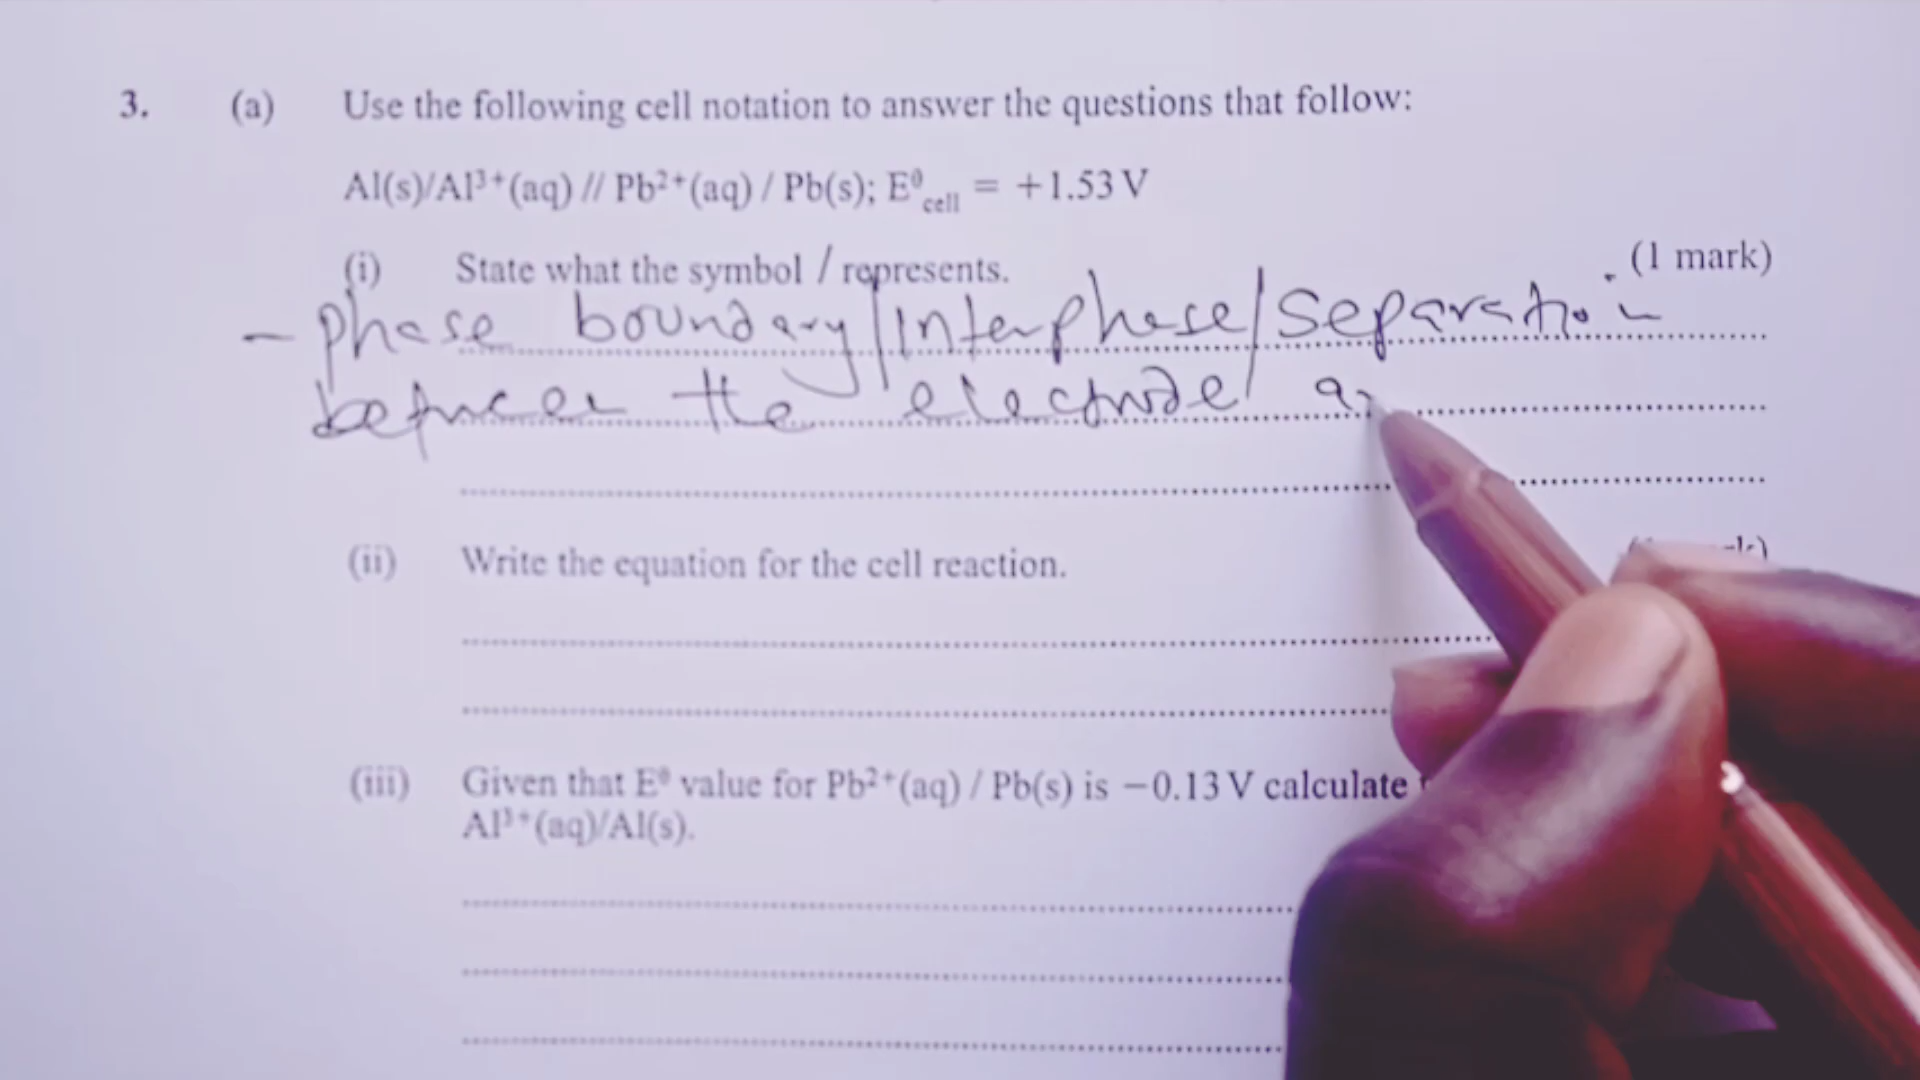 3. (a) Use the following cell notation to answer the questions that follow:
Al(s)/Al³⁺(aq) // Pb²⁺(aq) / Pb(s); E⁰cell = +1.53 V
(i) State what the symbol / represents. (1 mark)
– phase boundary/Interphase/separation
between the electrode
(ii) Write the equation for the cell reaction.
(iii) Given that E⁰ value for Pb²⁺(aq) / Pb(s) is −0.13 V calculate
Al³⁺(aq)/Al(s).